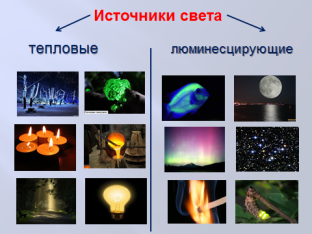 Источники света
тепловые
люминесцирующие